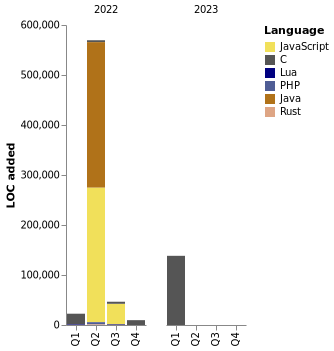 2022
2023
Language
JavaScript
C
Lua
PHP
Java
Rust
LOC added
600,000
500,000
400,000
300,000
200,000
100,000
0
Q1
Q2
Q3
Q4
Q1
Q2
Q3
Q4